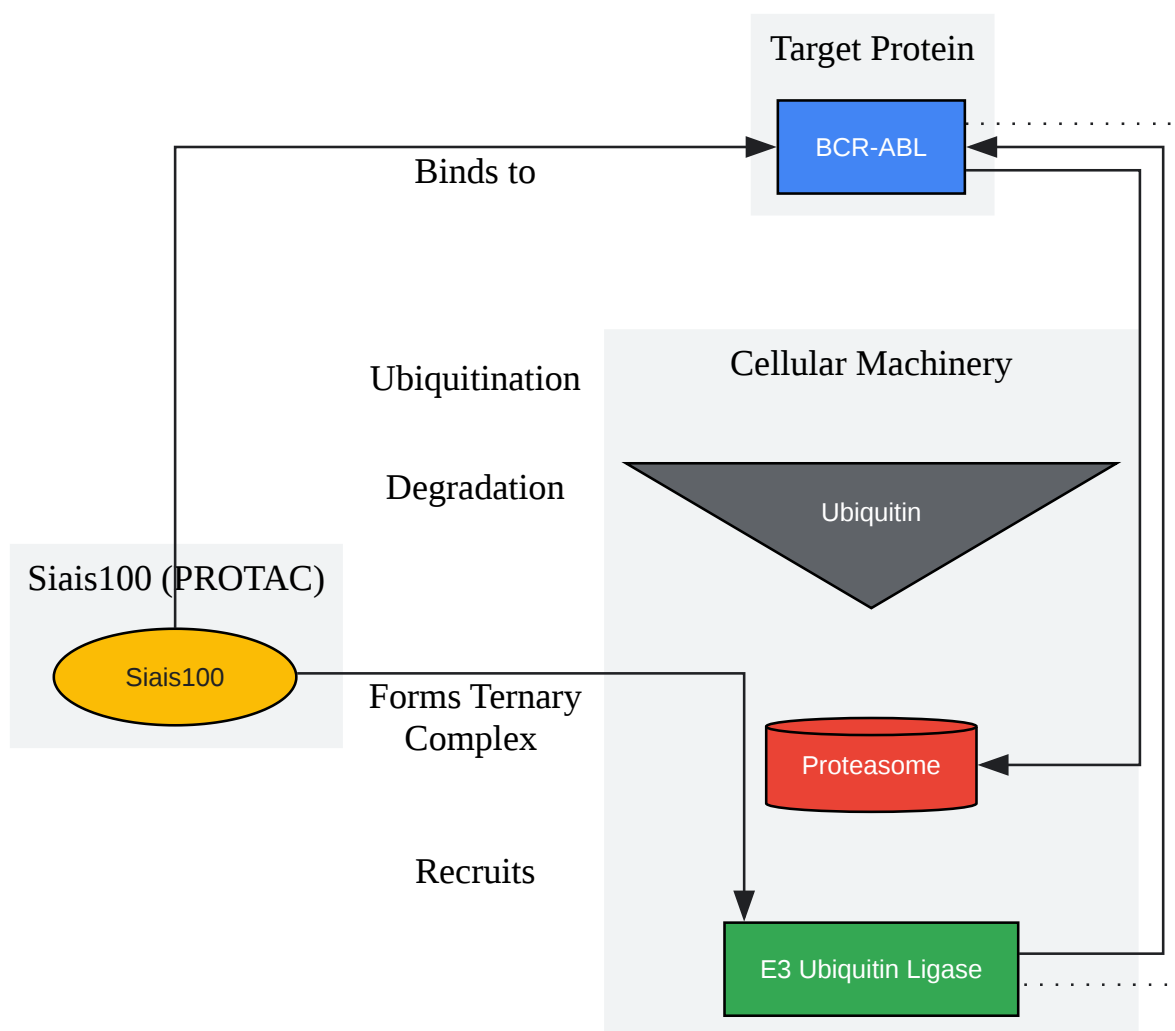 Target Protein
BCR-ABL
Binds to
Cellular Machinery
Ubiquitination
Degradation
Ubiquitin
Siais100 (PROTAC)
Siais100
Forms Ternary
Complex
Proteasome
Recruits
E3 Ubiquitin Ligase